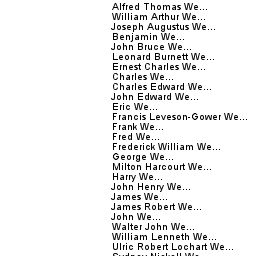 Alfred Thomas We...
William Arthur We...
Joseph Augustus We...
Benjamin We...
John Bruce We...
Leonard Burnett We...
Ernest Charles We...
Charles We...
Charles Edward We...
John Edward We...
Eric We...
Francis Leveson-Gower We...
Frank We...
Fred We...
Frederick William We...
George We...
Milton Harcourt We...
Harry We...
John Henry We...
James We...
James Robert We...
John We...
Walter John We...
William Lenneth We...
Ulric Robert Lochart We...
Sydney Nickell We...